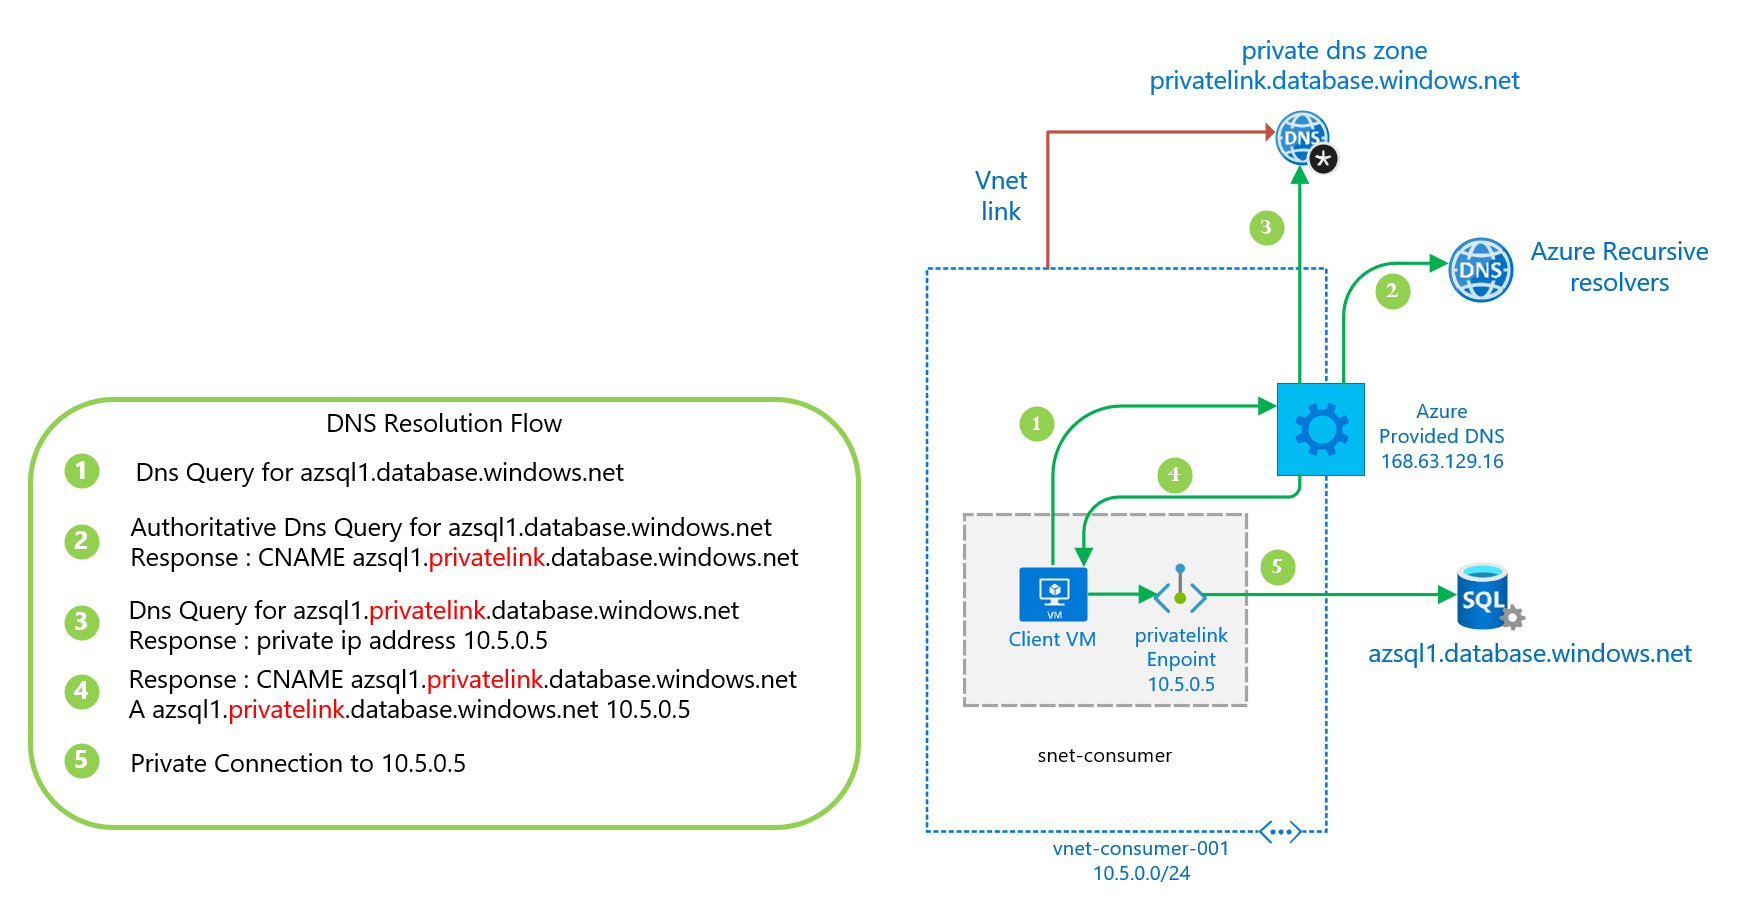 private dns zone
privatelink.database.windows.net
DNS
*
Vnet
link
3
Azure Recursive
resolvers
DNS
2
DNS Resolution Flow
1
Dns Query for azsql1.database.windows.net
2
Authoritative Dns Query for azsql1.database.windows.net
Response : CNAME azsql1.privatelink.database.windows.net
3
Dns Query for azsql1.privatelink.database.windows.net
Response : private ip address 10.5.0.5
4
Response : CNAME azsql1.privatelink.database.windows.net
A azsql1.privatelink.database.windows.net 10.5.0.5
5
Private Connection to 10.5.0.5
1
Azure
Provided DNS
168.63.129.16
4
5
VM
Client VM
privatelink
Enpoint
10.5.0.5
SQL
azsql1.database.windows.net
snet-consumer
vnet-consumer-001
10.5.0.0/24